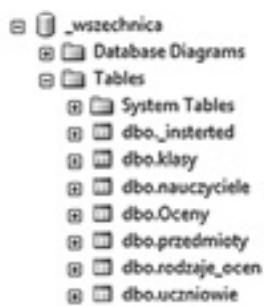 _wszechnica
Database Diagrams
Tables
System Tables
dbo._insterted
dbo.klasy
dbo.nauczyciele
dbo.Oceny
dbo.przedmioty
dbo.rodzaje_ocen
dbo.uczniowie